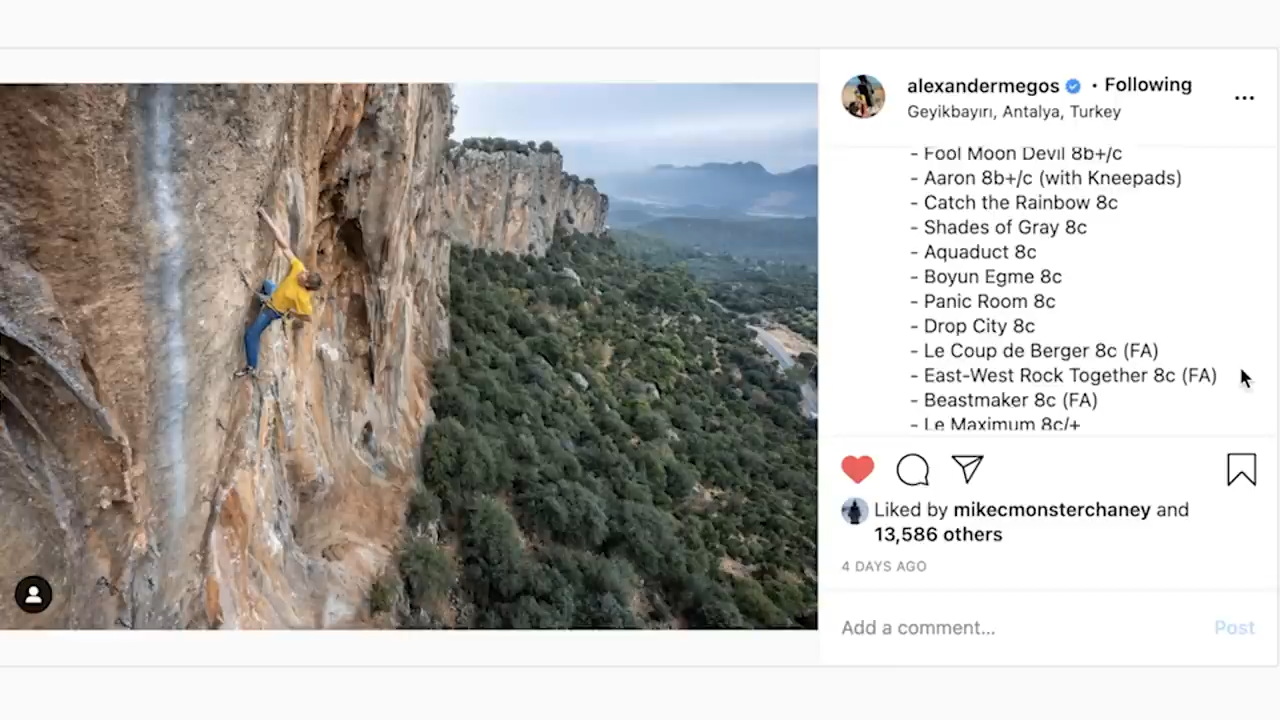 alexandermegos • Following
Geyikbayırı, Antalya, Turkey
- Fool Moon Devil 8b+/c
- Aaron 8b+/c (with Kneepads)
- Catch the Rainbow 8c
- Shades of Gray 8c
- Aquaduct 8c
- Boyun Egme 8c
- Panic Room 8c
- Drop City 8c
- Le Coup de Berger 8c (FA)
- East-West Rock Together 8c (FA)
- Beastmaker 8c (FA)
- Le Maximum 8c/+
Liked by mikecmonsterchaney and
13,586 others
4 DAYS AGO
Add a comment... Post